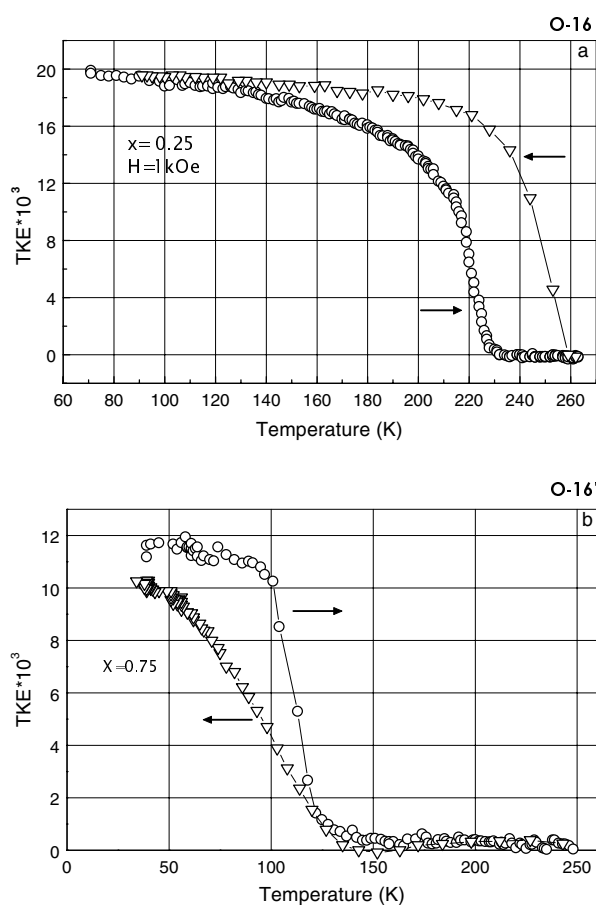 O-16
a
20
16
12
8
4
0
TKE*10³
x=0.25
H=1kOe
60 80 100 120 140 160 180 200 220 240 260
Temperature (K)
O-16'
b
12
10
8
6
4
2
0
TKE*10³
X=0.75
0 50 100 150 200 250
Temperature (K)